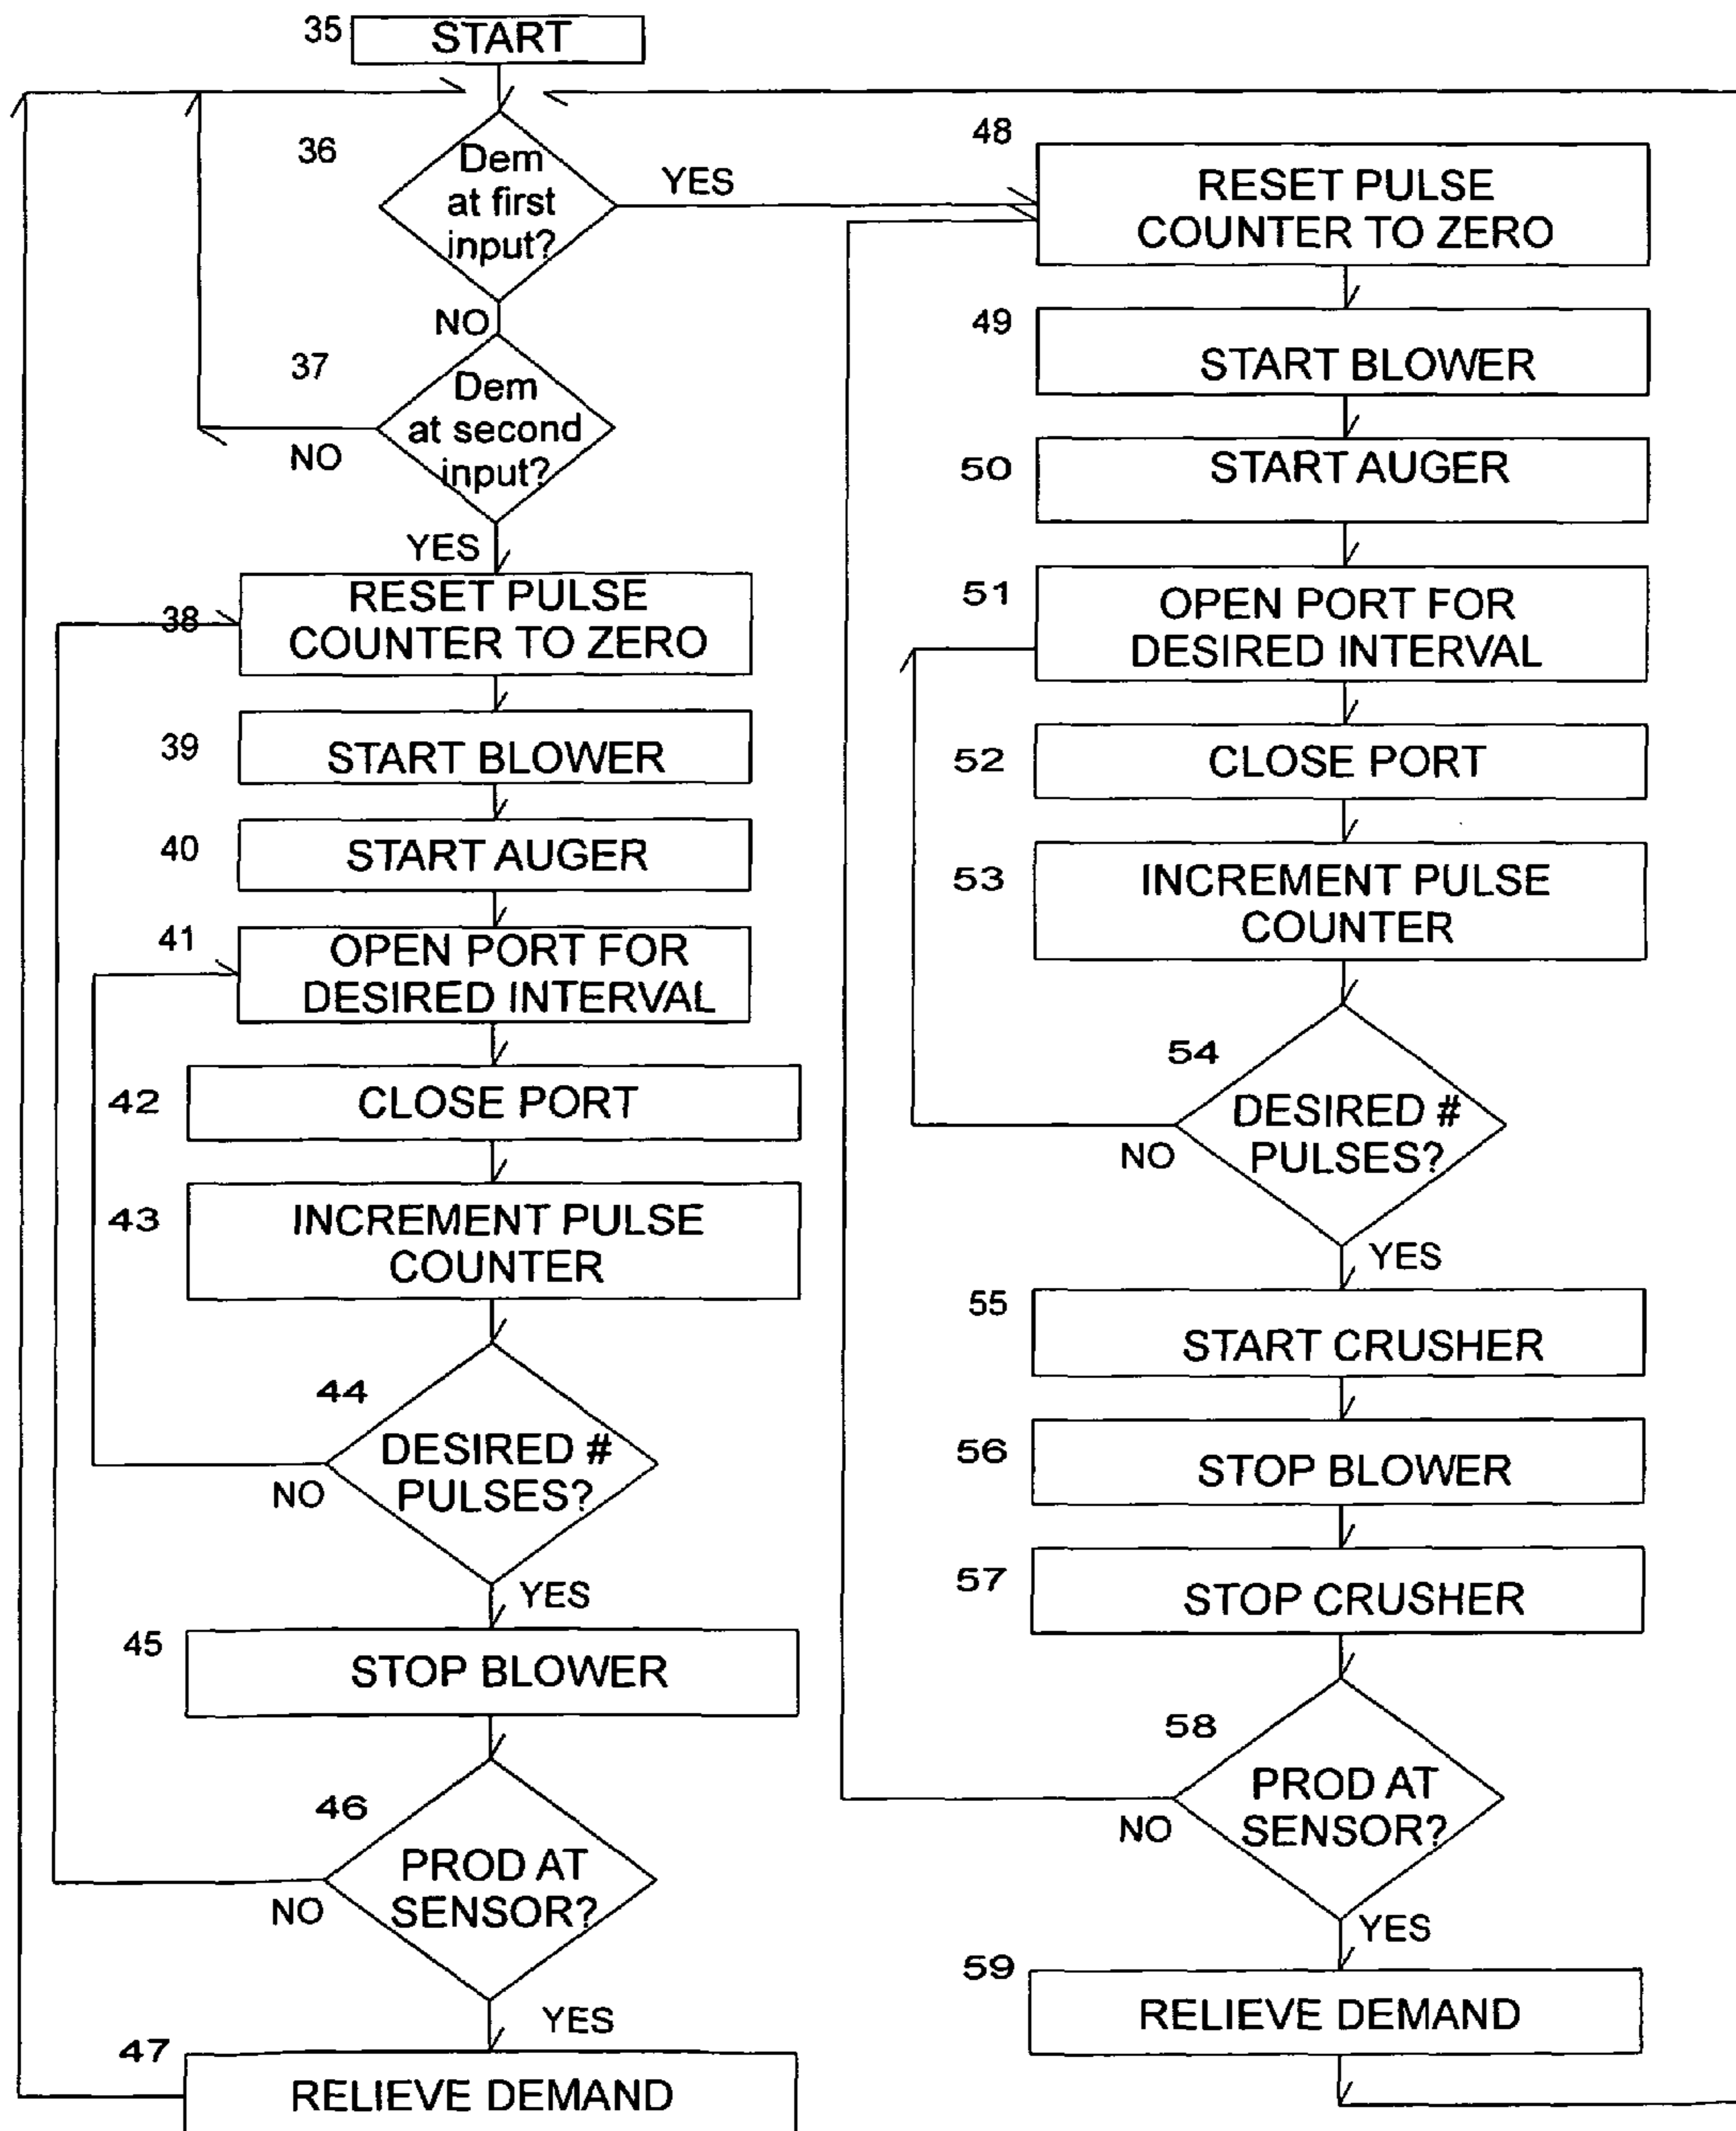 35
START
36
Dem
at first
input?
YES
NO
37
Dem
at second
input?
NO
YES
38
RESET PULSE
COUNTER TO ZERO
39
START BLOWER
40
START AUGER
41
OPEN PORT FOR
DESIRED INTERVAL
42
CLOSE PORT
43
INCREMENT PULSE
COUNTER
44
DESIRED #
PULSES?
NO
YES
45
STOP BLOWER
46
PROD AT
SENSOR?
NO
YES
47
RELIEVE DEMAND
48
RESET PULSE
COUNTER TO ZERO
49
START BLOWER
50
START AUGER
51
OPEN PORT FOR
DESIRED INTERVAL
52
CLOSE PORT
53
INCREMENT PULSE
COUNTER
54
DESIRED #
PULSES?
NO
YES
55
START CRUSHER
56
STOP BLOWER
57
STOP CRUSHER
58
PROD AT
SENSOR?
NO
YES
59
RELIEVE DEMAND